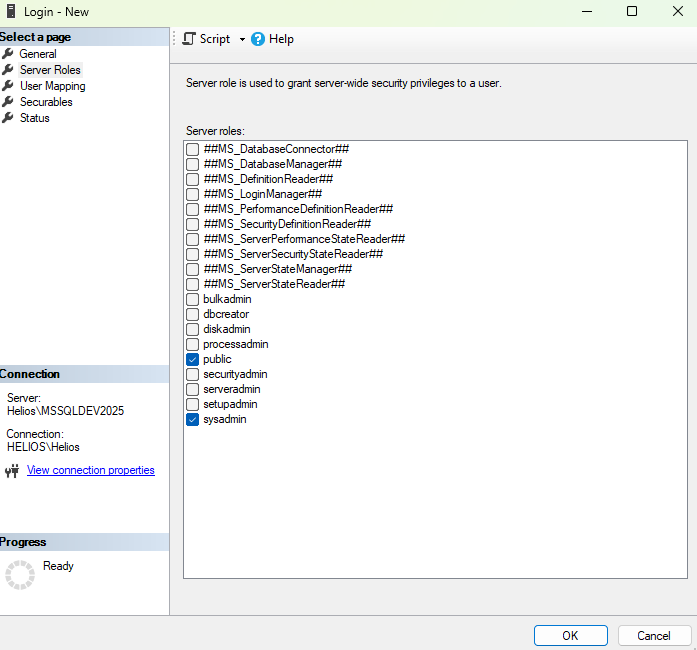 Login - New
Select a page
General
Server Roles
User Mapping
Securables
Status
Connection
Server:
Helios\MSSQLDEV2025
Connection:
HELIOS\Helios
View connection properties
Progress
Ready
Script
Help
Server role is used to grant server-wide security privileges to a user.
Server roles:
##MS_DatabaseConnector##
##MS_DatabaseManager##
##MS_DefinitionReader##
##MS_LoginManager##
##MS_PerformanceDefinitionReader##
##MS_SecurityDefinitionReader##
##MS_ServerPerformanceStateReader##
##MS_ServerSecurityStateReader##
##MS_ServerStateManager##
##MS_ServerStateReader##
bulkadmin
dbcreator
diskadmin
processadmin
public
securityadmin
serveradmin
setupadmin
sysadmin
OK
Cancel